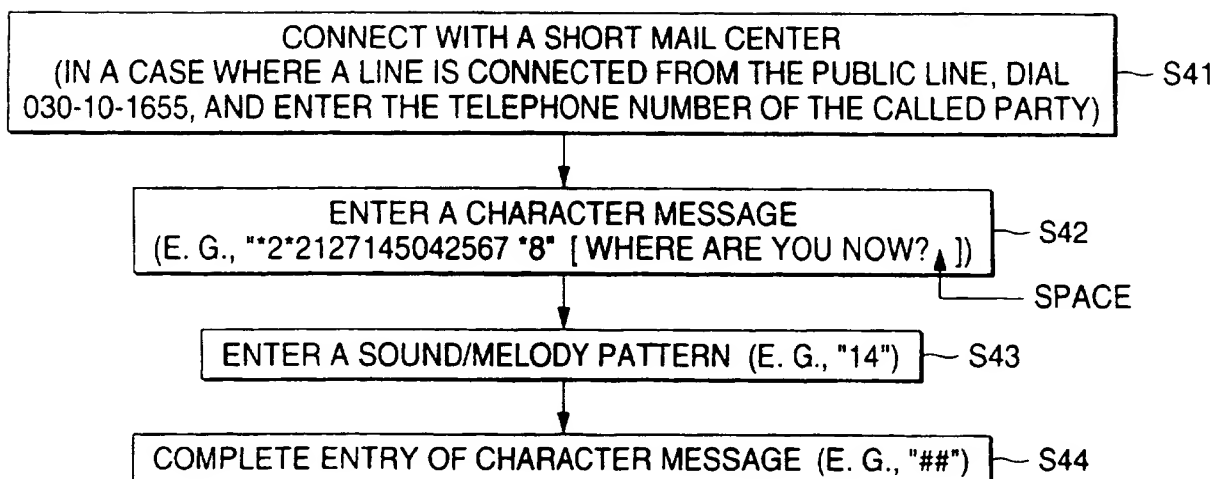 CONNECT WITH A SHORT MAIL CENTER
(IN A CASE WHERE A LINE IS CONNECTED FROM THE PUBLIC LINE, DIAL
030-10-1655, AND ENTER THE TELEPHONE NUMBER OF THE CALLED PARTY)
S41
ENTER A CHARACTER MESSAGE
(E. G., "*2*2127145042567 *8" [ WHERE ARE YOU NOW? ])
S42
SPACE
ENTER A SOUND/MELODY PATTERN (E. G., "14")
S43
COMPLETE ENTRY OF CHARACTER MESSAGE (E. G., "##")
S44